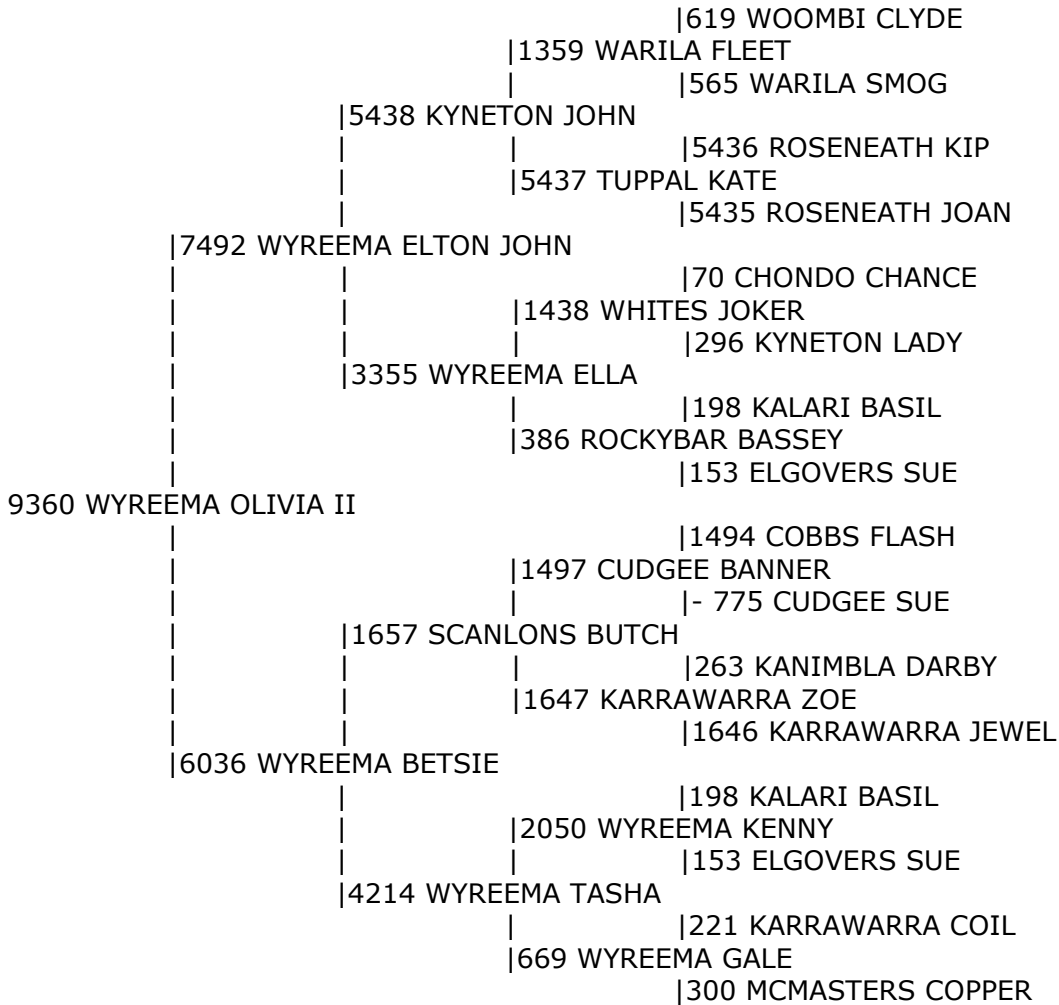 |619 WOOMBI CLYDE
|1359 WARILA FLEET
| |565 WARILA SMOG
|5438 KYNETON JOHN
| | |5436 ROSENEATH KIP
| |5437 TUPPAL KATE
| |5435 ROSENEATH JOAN
|7492 WYREEMA ELTON JOHN
| | |70 CHONDO CHANCE
| | |1438 WHITES JOKER
| | | |296 KYNETON LADY
| |3355 WYREEMA ELLA
| | |198 KALARI BASIL
| |386 ROCKYBAR BASSEY
| |153 ELGOVERS SUE
9360 WYREEMA OLIVIA II
| |1494 COBBS FLASH
| |1497 CUDGEE BANNER
| | |- 775 CUDGEE SUE
| |1657 SCANLONS BUTCH
| | | |263 KANIMBLA DARBY
| | |1647 KARRAWARRA ZOE
| | |1646 KARRAWARRA JEWEL
|6036 WYREEMA BETSIE
| |198 KALARI BASIL
| |2050 WYREEMA KENNY
| | |153 ELGOVERS SUE
|4214 WYREEMA TASHA
| |221 KARRAWARRA COIL
|669 WYREEMA GALE
|300 MCMASTERS COPPER